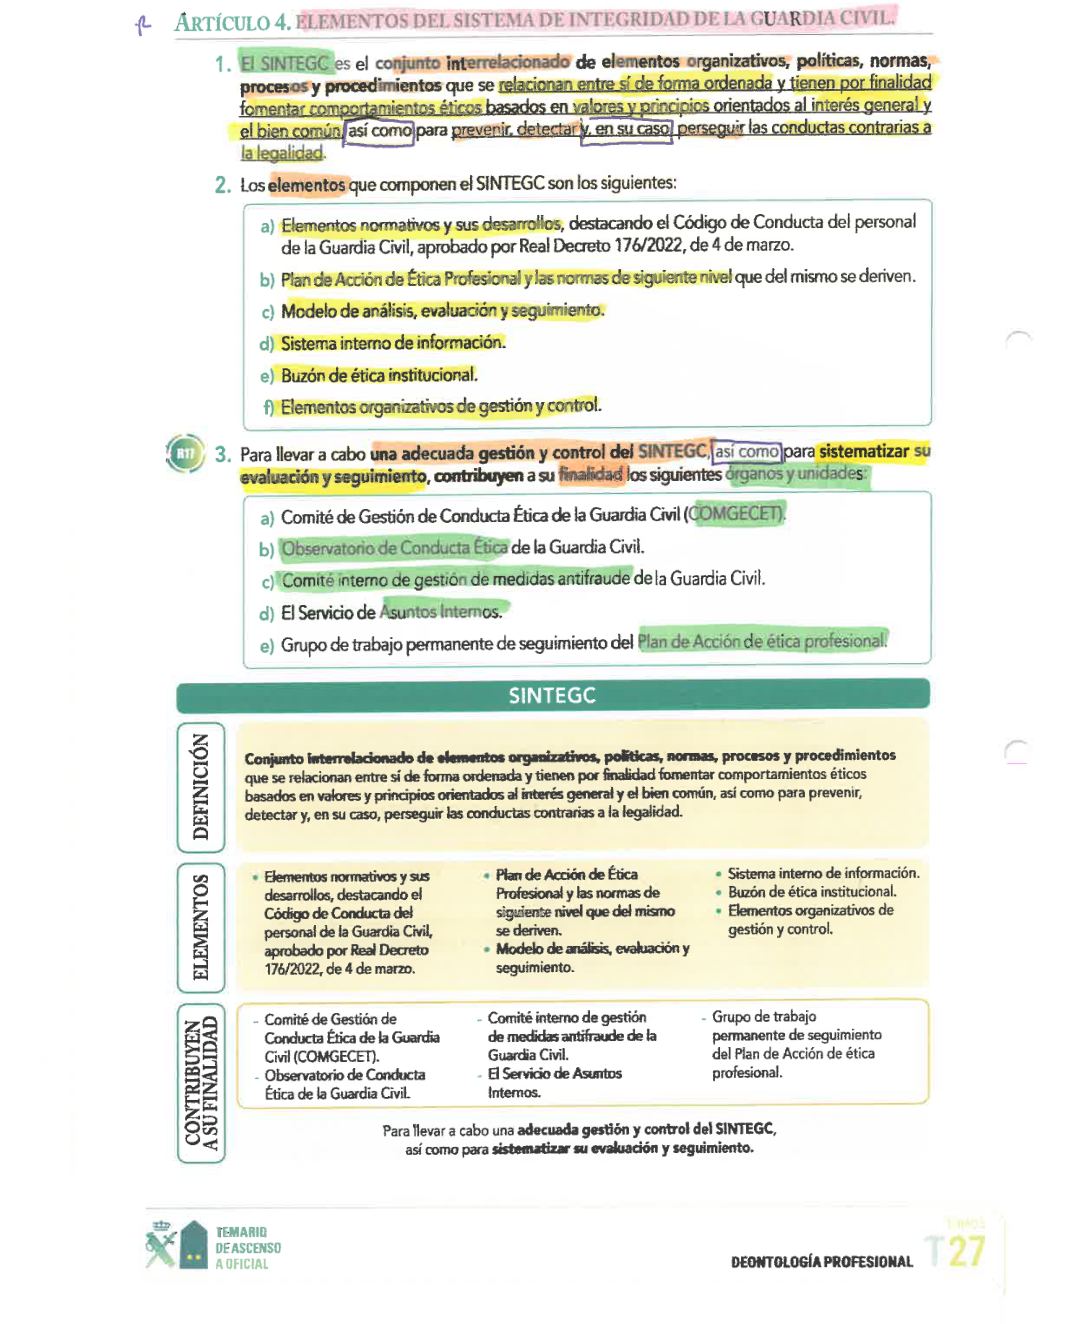 ARTÍCULO 4. ELEMENTOS DEL SISTEMA DE INTEGRIDAD DE LA GUARDIA CIVIL.
1. El SINTEGC es el conjunto interrelacionado de elementos organizativos, políticas, normas,
procesos y procedimientos que se relacionan entre sí de forma ordenada y tienen por finalidad
fomentar comportamientos éticos basados en valores y principios orientados al interés general y
el bien común, así como para prevenir, detectar y, en su caso, perseguir las conductas contrarias a
la legalidad.
2. Los elementos que componen el SINTEGC son los siguientes:
a) Elementos normativos y sus desarrollos, destacando el Código de Conducta del personal
de la Guardia Civil, aprobado por Real Decreto 176/2022, de 4 de marzo.
b) Plan de Acción de Ética Profesional y las normas de siguiente nivel que del mismo se deriven.
c) Modelo de análisis, evaluación y seguimiento.
d) Sistema interno de información.
e) Buzón de ética institucional.
f) Elementos organizativos de gestión y control.
R17
3. Para llevar a cabo una adecuada gestión y control del SINTEGC, así como para sistematizar su
evaluación y seguimiento, contribuyen a su finalidad los siguientes órganos y unidades:
a) Comité de Gestión de Conducta Ética de la Guardia Civil (COMGECET).
b) Observatorio de Conducta Ética de la Guardia Civil.
c) Comité interno de gestión de medidas antifraude de la Guardia Civil.
d) El Servicio de Asuntos Internos.
e) Grupo de trabajo permanente de seguimiento del Plan de Acción de ética profesional.
SINTEGC
DEFINICIÓN
Conjunto interrelacionado de elementos organizativos, políticas, normas, procesos y procedimientos
que se relacionan entre sí de forma ordenada y tienen por finalidad fomentar comportamientos éticos
basados en valores y principios orientados al interés general y el bien común, así como para prevenir,
detectar y, en su caso, perseguir las conductas contrarias a la legalidad.
ELEMENTOS
• Elementos normativos y sus
desarrollos, destacando el
Código de Conducta del
personal de la Guardia Civil,
aprobado por Real Decreto
176/2022, de 4 de marzo.
• Plan de Acción de Ética
Profesional y las normas de
siguiente nivel que del mismo
se deriven.
• Modelo de análisis, evaluación y
seguimiento.
• Sistema interno de información.
• Buzón de ética institucional.
• Elementos organizativos de
gestión y control.
CONTRIBUYEN
A SU FINALIDAD
- Comité de Gestión de
Conducta Ética de la Guardia
Civil (COMGECET).
- Observatorio de Conducta
Ética de la Guardia Civil.
- Comité interno de gestión
de medidas antifraude de la
Guardia Civil.
- El Servicio de Asuntos
Internos.
- Grupo de trabajo
permanente de seguimiento
del Plan de Acción de ética
profesional.
Para llevar a cabo una adecuada gestión y control del SINTEGC,
así como para sistematizar su evaluación y seguimiento.
TEMARIO
DE ASCENSO
A OFICIAL
DEONTOLOGÍA PROFESIONAL
T27